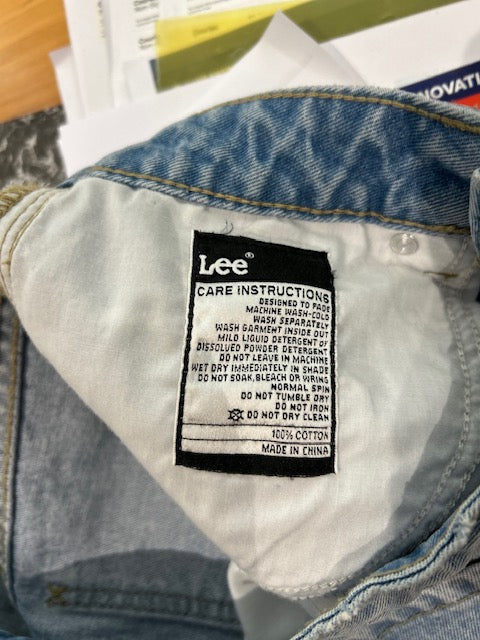 NOVATI
Lee®
CARE INSTRUCTIONS
DESIGNED TO FADE
MACHINE WASH-COLD
WASH SEPARATELY
WASH GARMENT INSIDE OUT
MILD LIQUID DETERGENT OF
DISSOLVED POWDER DETERGENT
DO NOT LEAVE IN MACHINE
WET DRY IMMEDIATELY IN SHADE
DO NOT SOAK,BLEACH OR WRING
NORMAL SPIN
DO NOT TUMBLE DRY
DO NOT IRON
DO NOT DRY CLEAN
100% COTTON
MADE IN CHINA